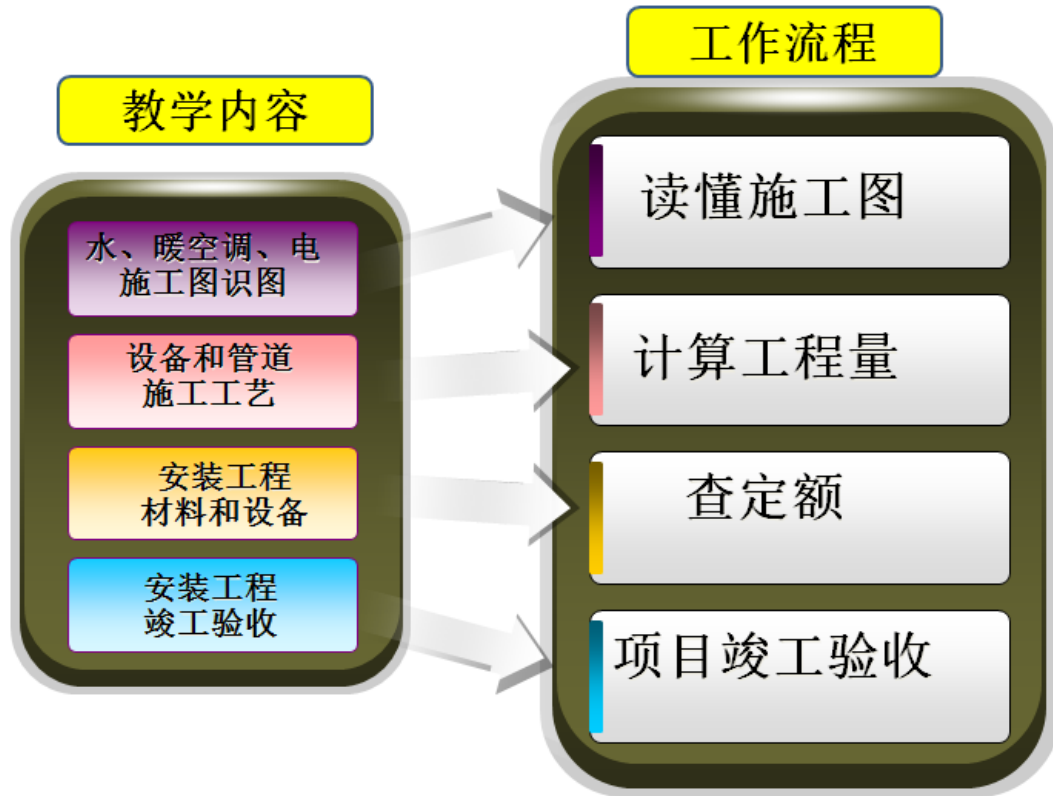 工作流程
教学内容
水、暖空调、电
施工图识图
设备和管道
施工工艺
安装工程
材料和设备
安装工程
竣工验收
读懂施工图
计算工程量
查定额
项目竣工验收